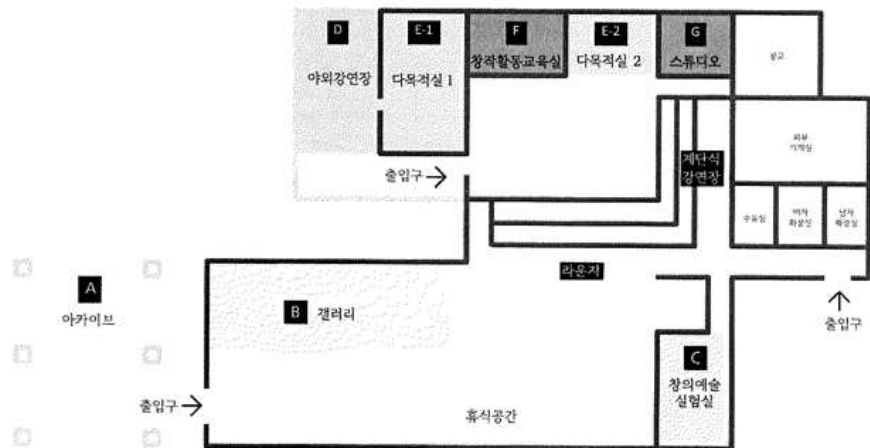 D
E-1
F
E-2
G
야외강연장
다목적실 1
창작활동교육실
다목적실 2
스튜디오
창고
외부
기계실
계단식
강연장
출입구 →
수유실
여자
화장실
남자
화장실
라운지
A
아카이브
B 갤러리
출입구
C
창의예술
실험실
출입구 →
휴식공간